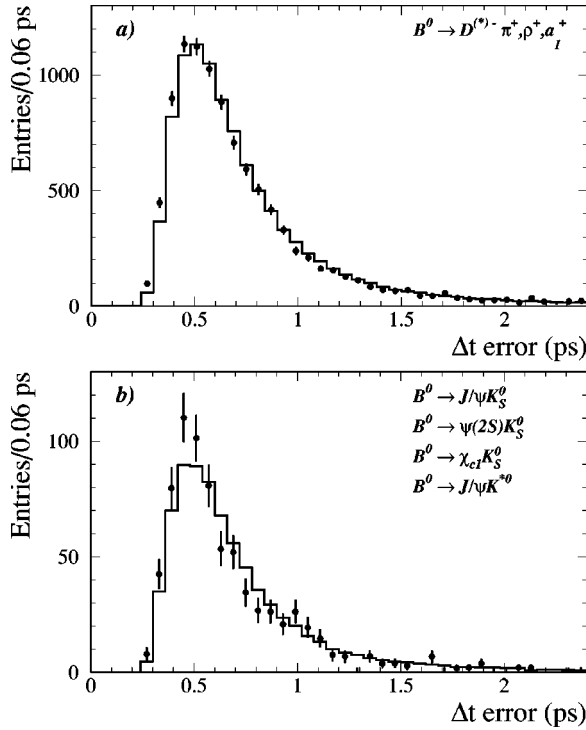 a)
B⁰ → D⁽*⁾⁻ π⁺, ρ⁺, a₁⁺
Entries/0.06 ps
1000
500
0
0 0.5 1 1.5 2
Δt error (ps)
b)
B⁰ → J/ψK⁰_S
B⁰ → ψ(2S)K⁰_S
B⁰ → χ_c1 K⁰_S
B⁰ → J/ψK*⁰
Entries/0.06 ps
100
50
0
0 0.5 1 1.5 2
Δt error (ps)